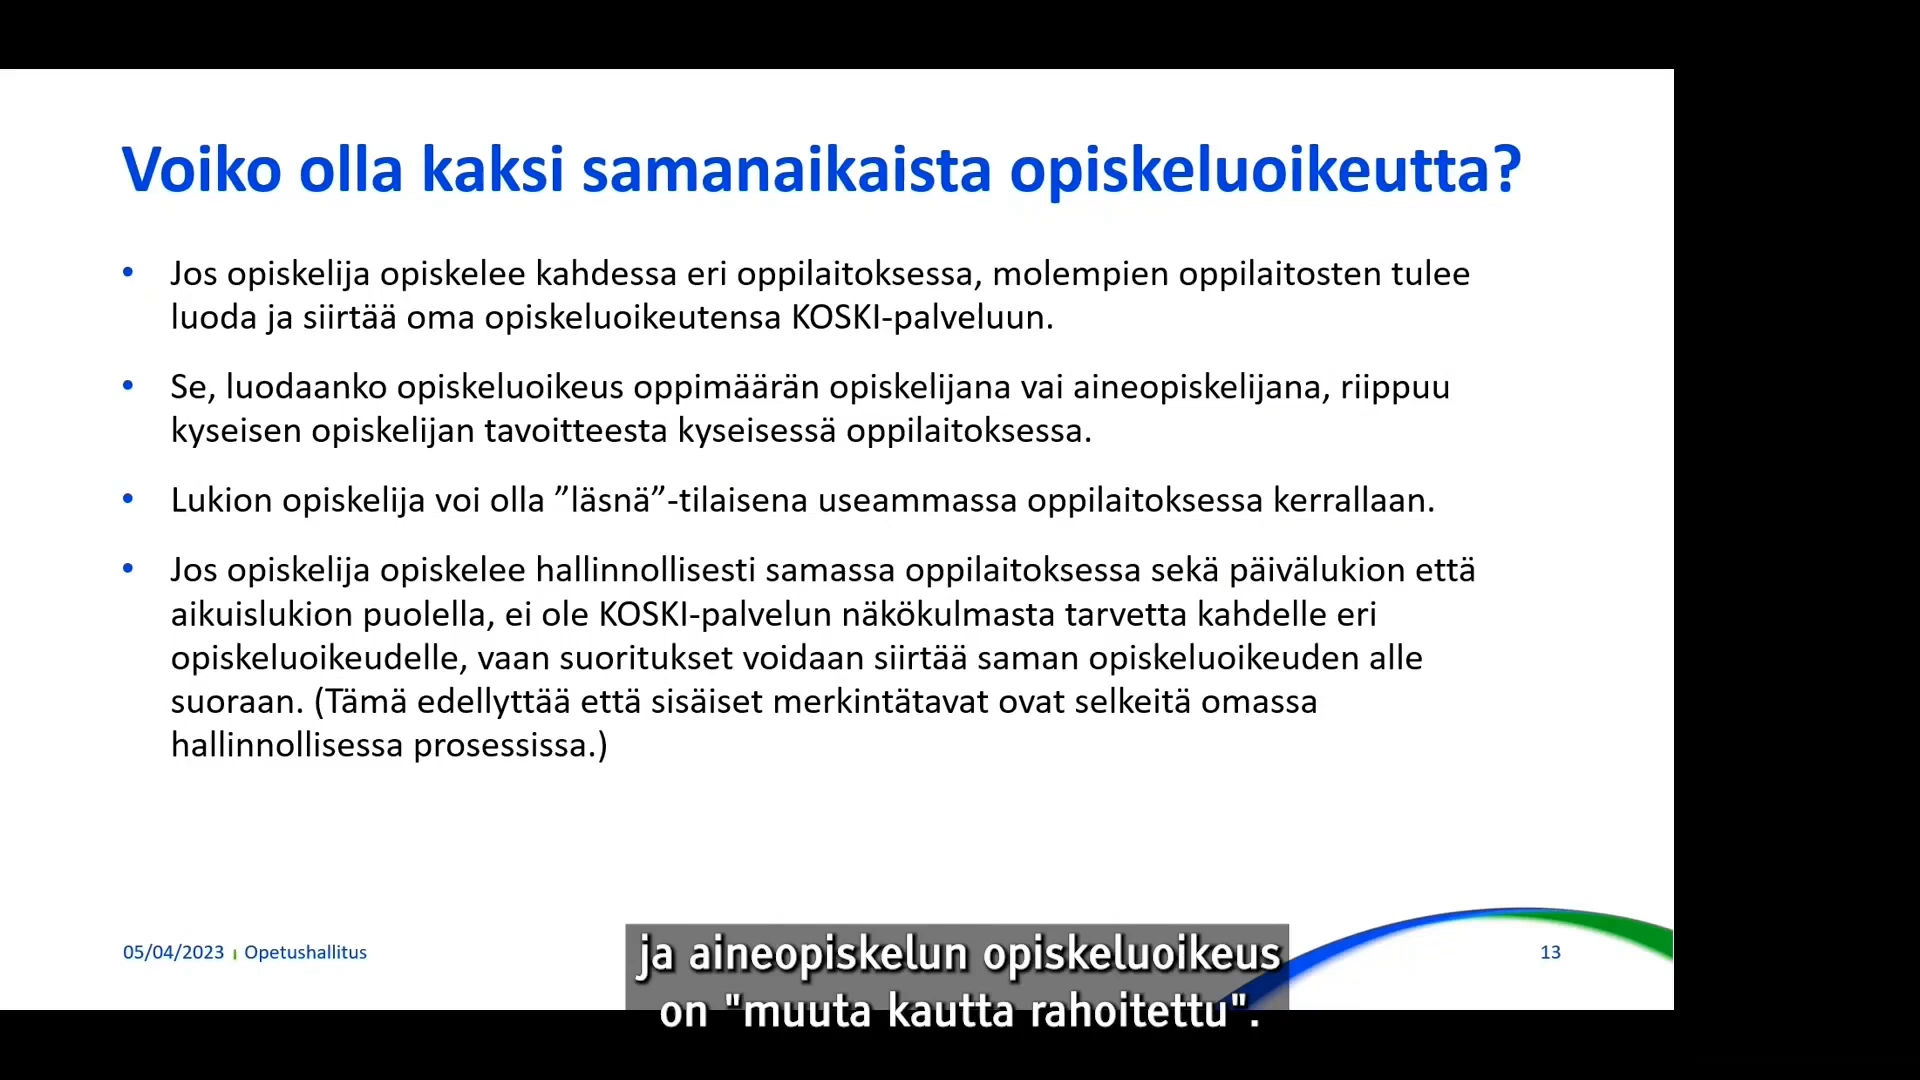 Voiko olla kaksi samanaikaista opiskeluoikeutta?
• Jos opiskelija opiskelee kahdessa eri oppilaitoksessa, molempien oppilaitosten tulee
luoda ja siirtää oma opiskeluoikeutensa KOSKI-palveluun.
• Se, luodaanko opiskeluoikeus oppimäärän opiskelijana vai aineopiskelijana, riippuu
kyseisen opiskelijan tavoitteesta kyseisessä oppilaitoksessa.
• Lukion opiskelija voi olla ”läsnä”-tilaisena useammassa oppilaitoksessa kerrallaan.
• Jos opiskelija opiskelee hallinnollisesti samassa oppilaitoksessa sekä päivälukion että
aikuislukion puolella, ei ole KOSKI-palvelun näkökulmasta tarvetta kahdelle eri
opiskeluoikeudelle, vaan suoritukset voidaan siirtää saman opiskeluoikeuden alle
suoraan. (Tämä edellyttää että sisäiset merkintätavat ovat selkeitä omassa
hallinnollisessa prosessissa.)
05/04/2023 Opetushallitus
13
ja aineopiskelun opiskeluoikeus
on "muuta kautta rahoitettu".